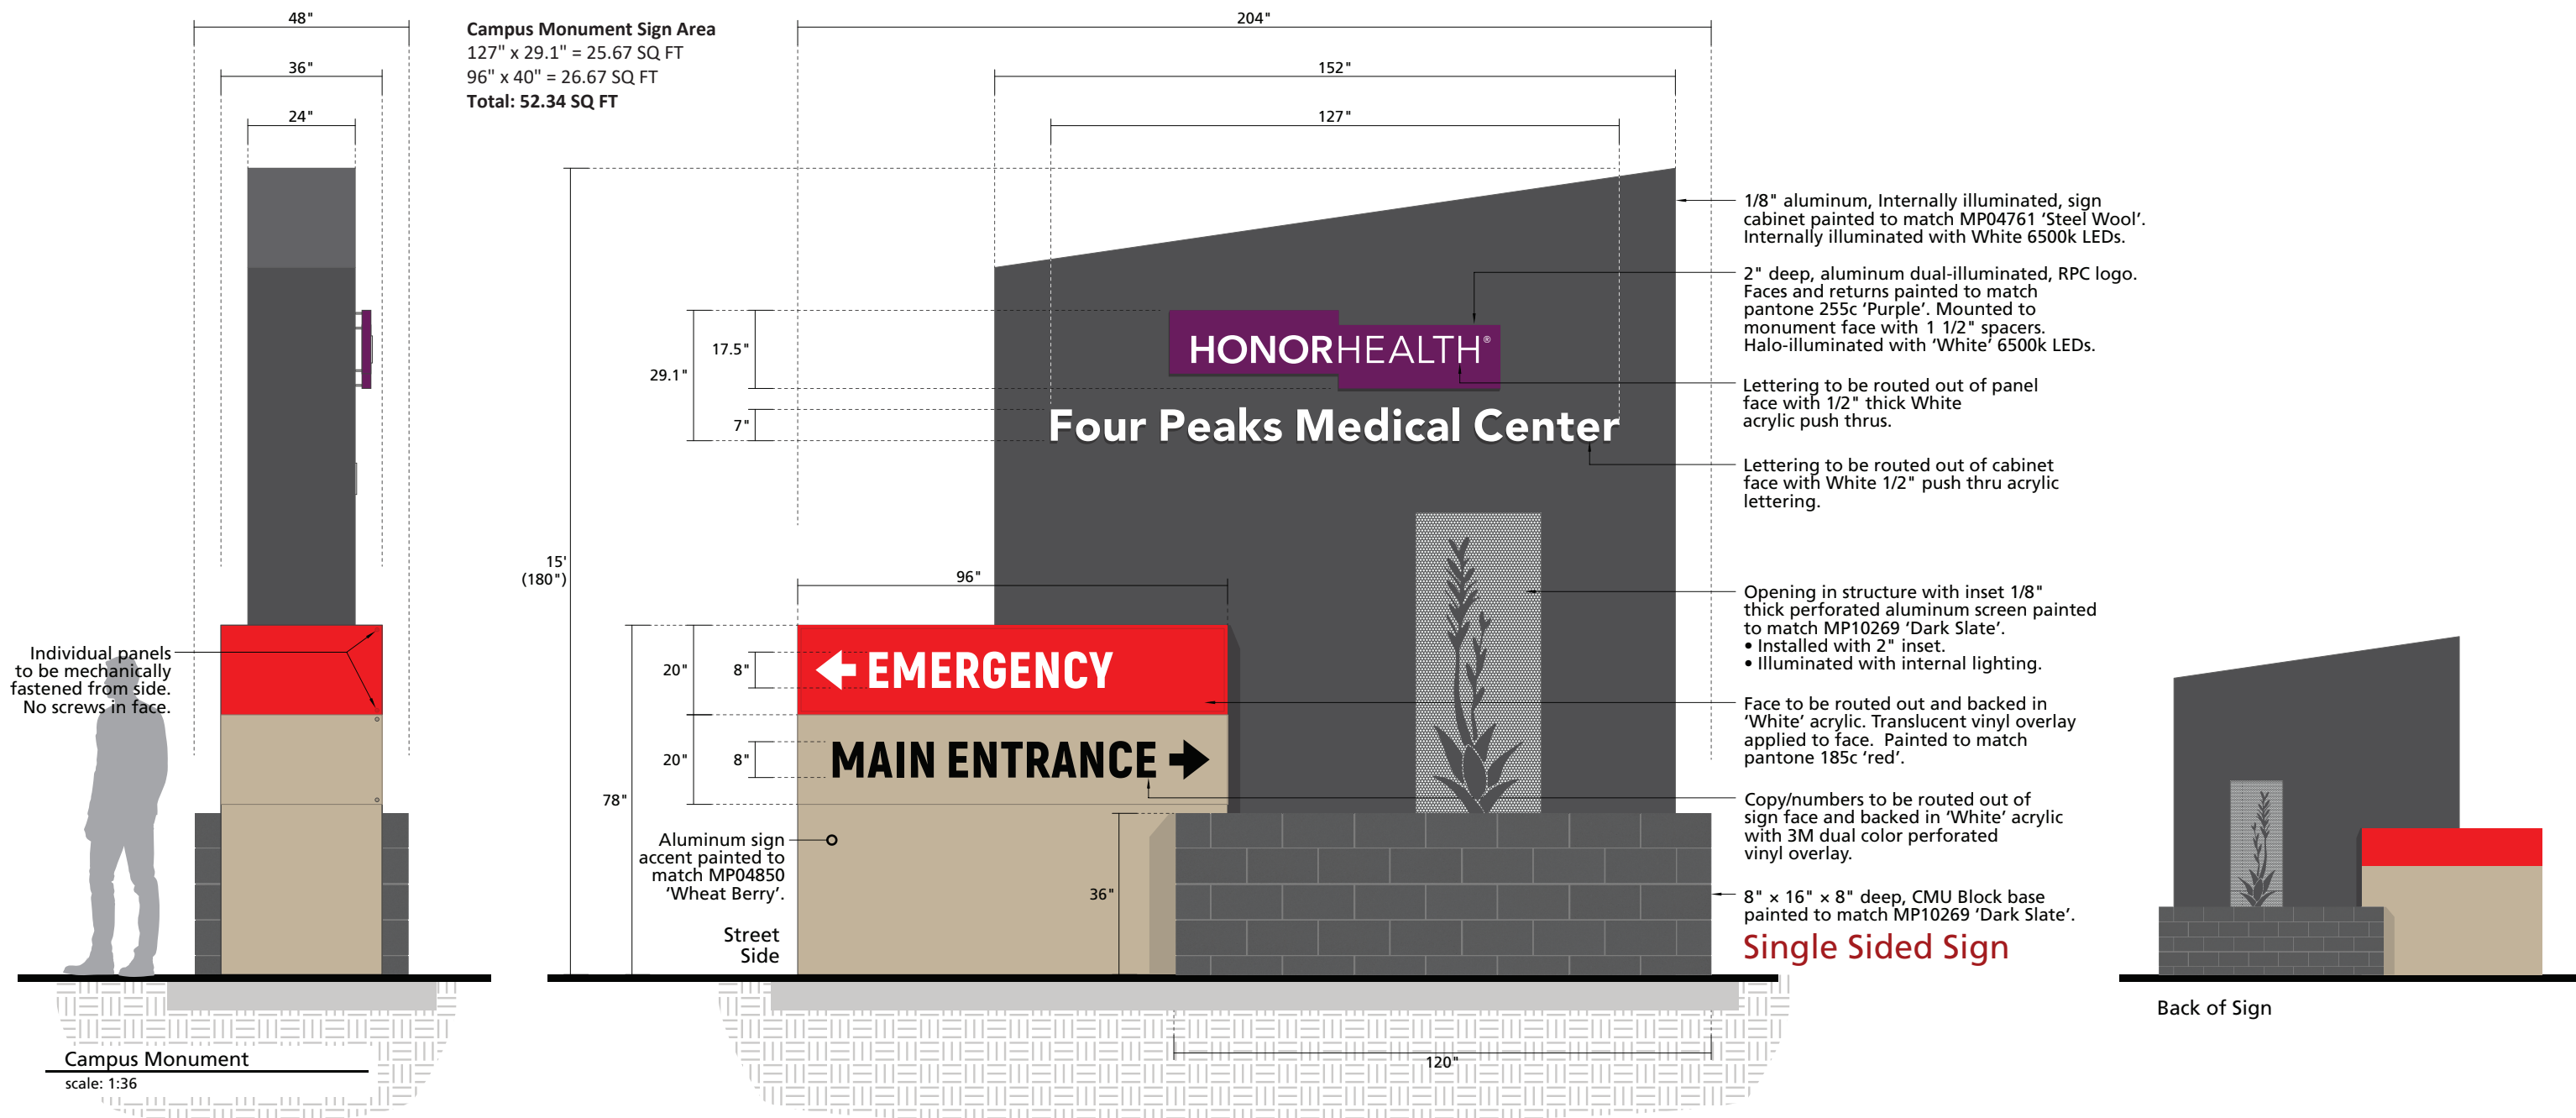 48"
36"
24"
Campus Monument Sign Area
127" x 29.1" = 25.67 SQ FT
96" x 40" = 26.67 SQ FT
Total: 52.34 SQ FT
204"
152"
127"
15'
(180")
29.1"
17.5"
7"
HONORHEALTH®
Four Peaks Medical Center
96"
78"
20"
8"
EMERGENCY
20"
8"
MAIN ENTRANCE
36"
120"
Individual panels
to be mechanically
fastened from side.
No screws in face.
Aluminum sign
accent painted to
match MP04850
‘Wheat Berry’.
Street
Side
1/8" aluminum, Internally illuminated, sign
cabinet painted to match MP04761 ‘Steel Wool’.
Internally illuminated with White 6500k LEDs.
2" deep, aluminum dual-illuminated, RPC logo.
Faces and returns painted to match
pantone 255c ‘Purple’. Mounted to
monument face with 1 1/2" spacers.
Halo-illuminated with ‘White’ 6500k LEDs.
Lettering to be routed out of panel
face with 1/2" thick White
acrylic push thrus.
Lettering to be routed out of cabinet
face with White 1/2" push thru acrylic
lettering.
Opening in structure with inset 1/8"
thick perforated aluminum screen painted
to match MP10269 ‘Dark Slate’.
• Installed with 2" inset.
• Illuminated with internal lighting.
Face to be routed out and backed in
‘White’ acrylic. Translucent vinyl overlay
applied to face. Painted to match
pantone 185c ‘red’.
Copy/numbers to be routed out of
sign face and backed in ‘White’ acrylic
with 3M dual color perforated
vinyl overlay.
8" × 16" × 8" deep, CMU Block base
painted to match MP10269 ‘Dark Slate’.
Single Sided Sign
Back of Sign
Campus Monument
scale: 1:36